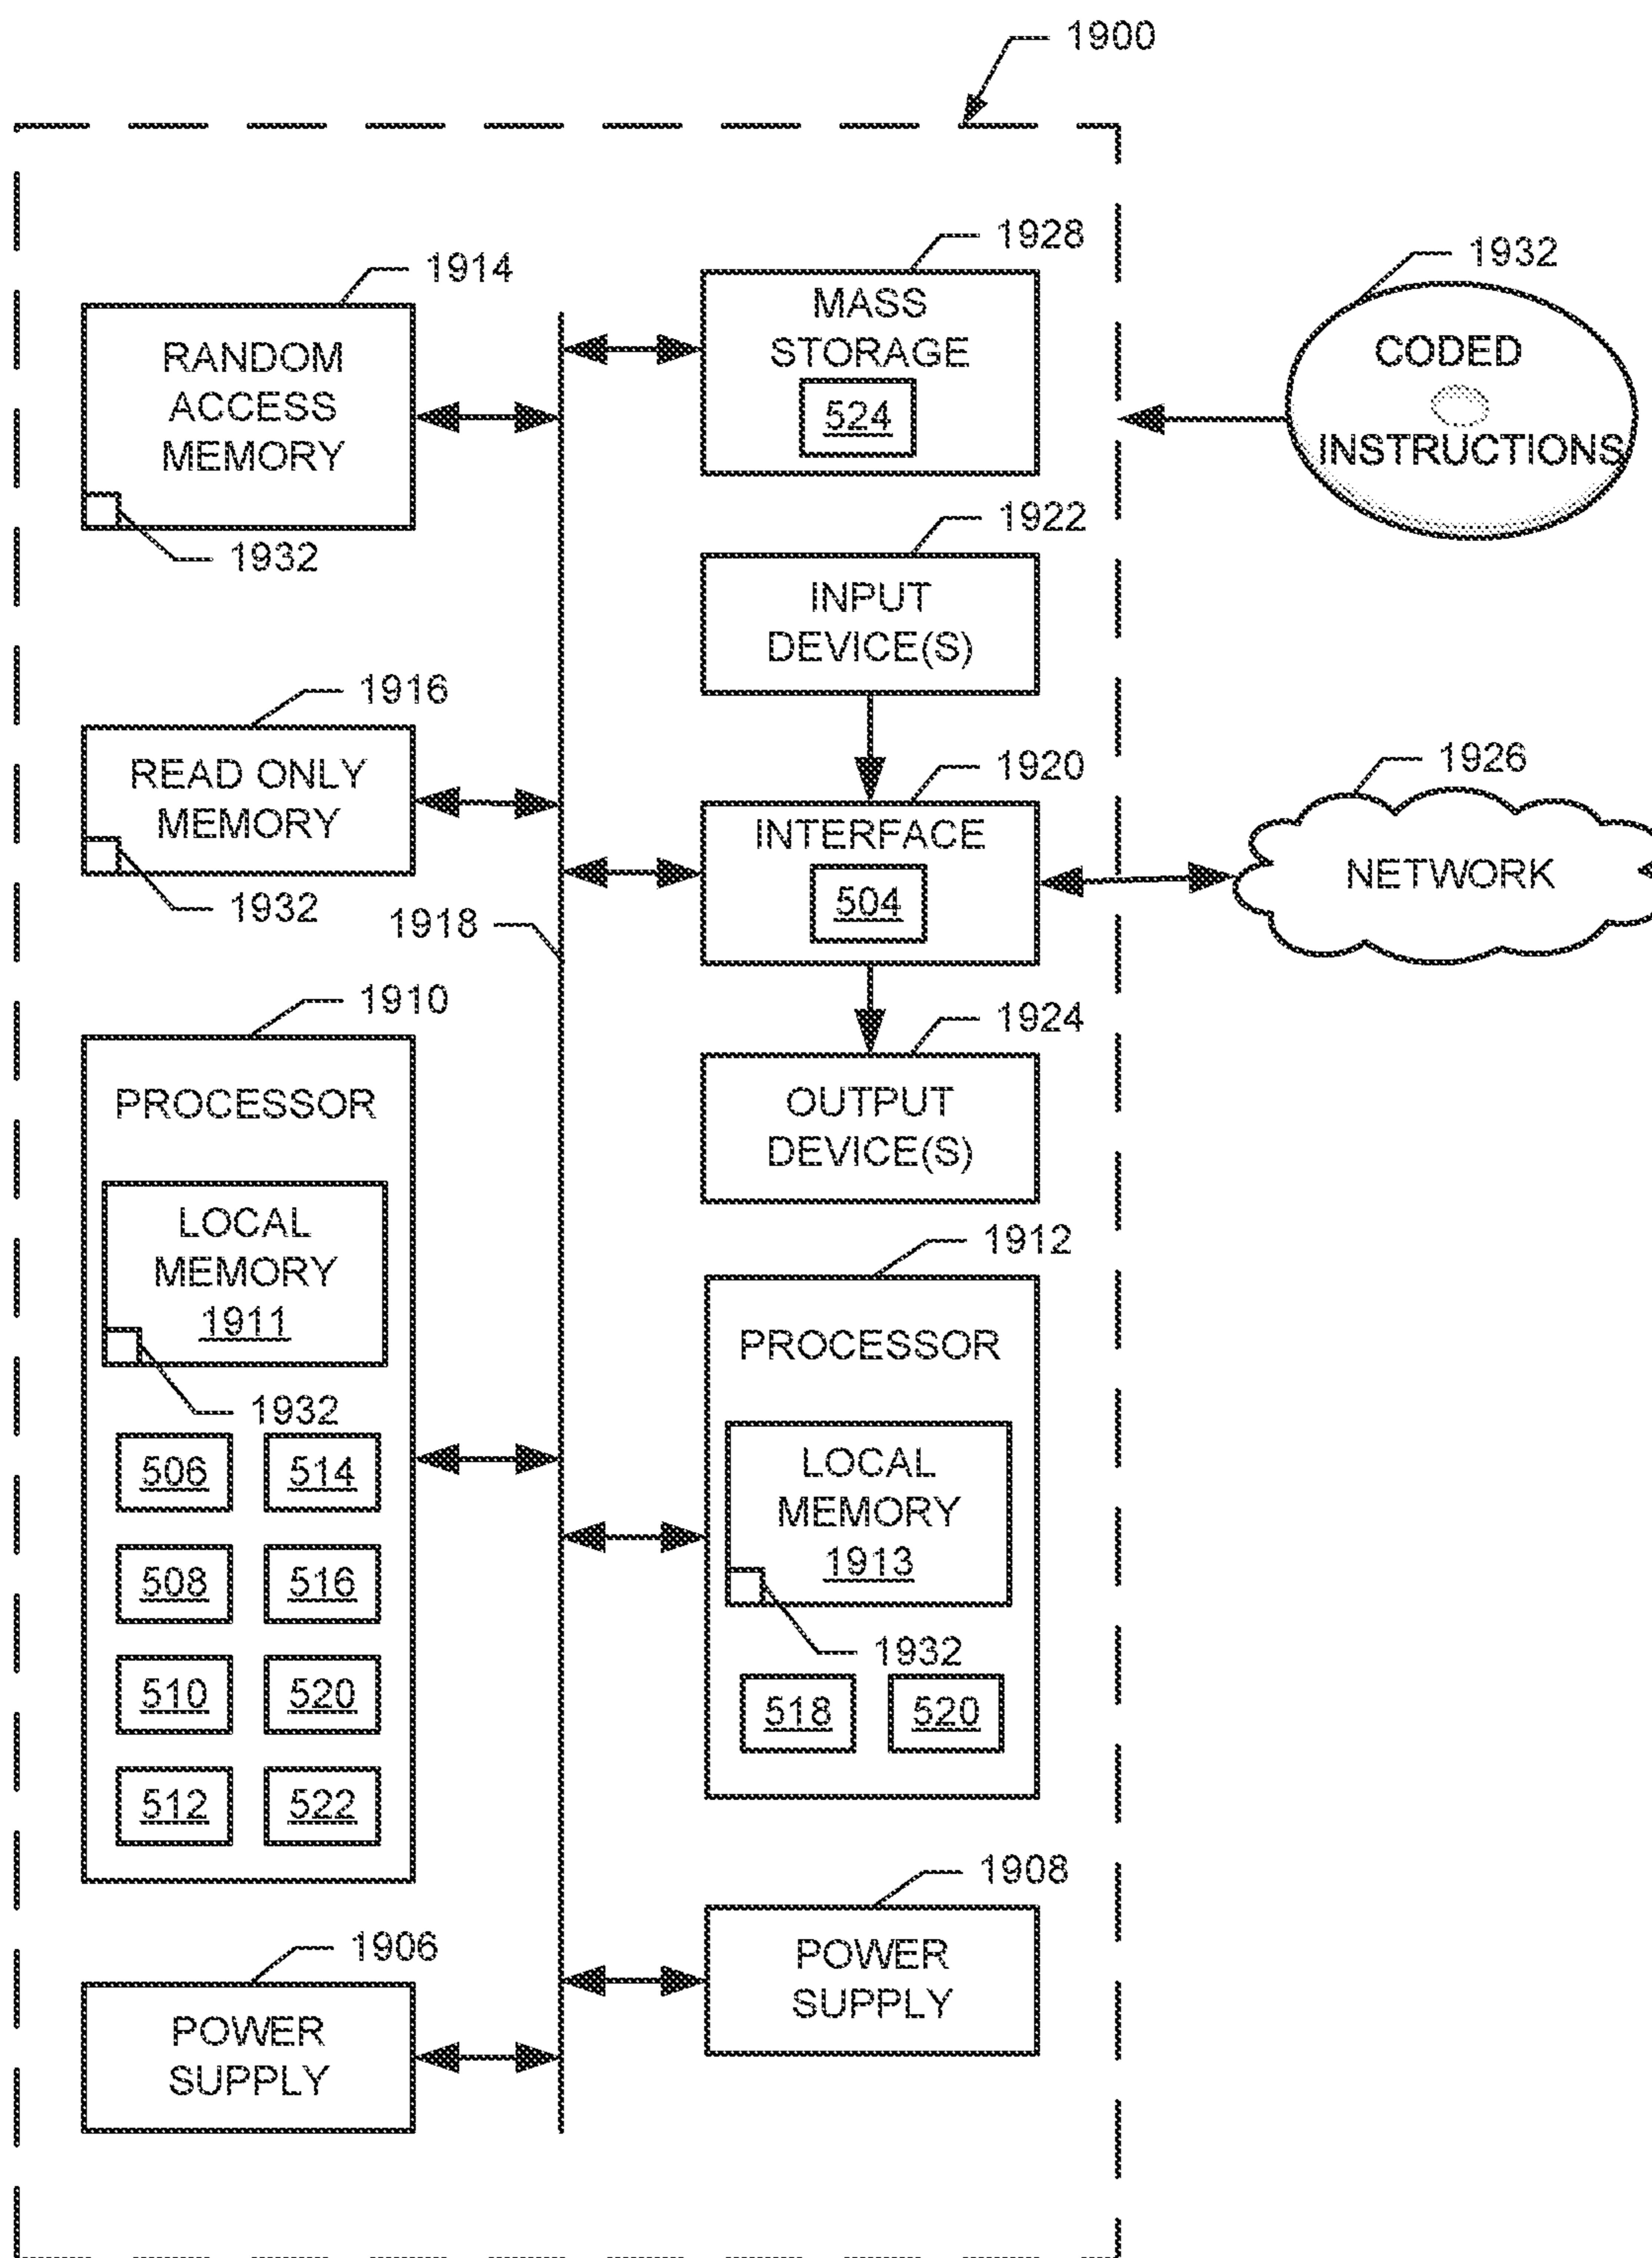 1900
1928
MASS
STORAGE
524
1914
RANDOM
ACCESS
MEMORY
1932
1932
CODED
INSTRUCTIONS
1922
INPUT
DEVICE(S)
1916
READ ONLY
MEMORY
1932
1918
1920
INTERFACE
504
1926
NETWORK
1924
OUTPUT
DEVICE(S)
1910
PROCESSOR
LOCAL
MEMORY
1911
1932
506 514
508 516
510 520
512 522
1912
PROCESSOR
LOCAL
MEMORY
1913
1932
518 520
1908
POWER
SUPPLY
1906
POWER
SUPPLY